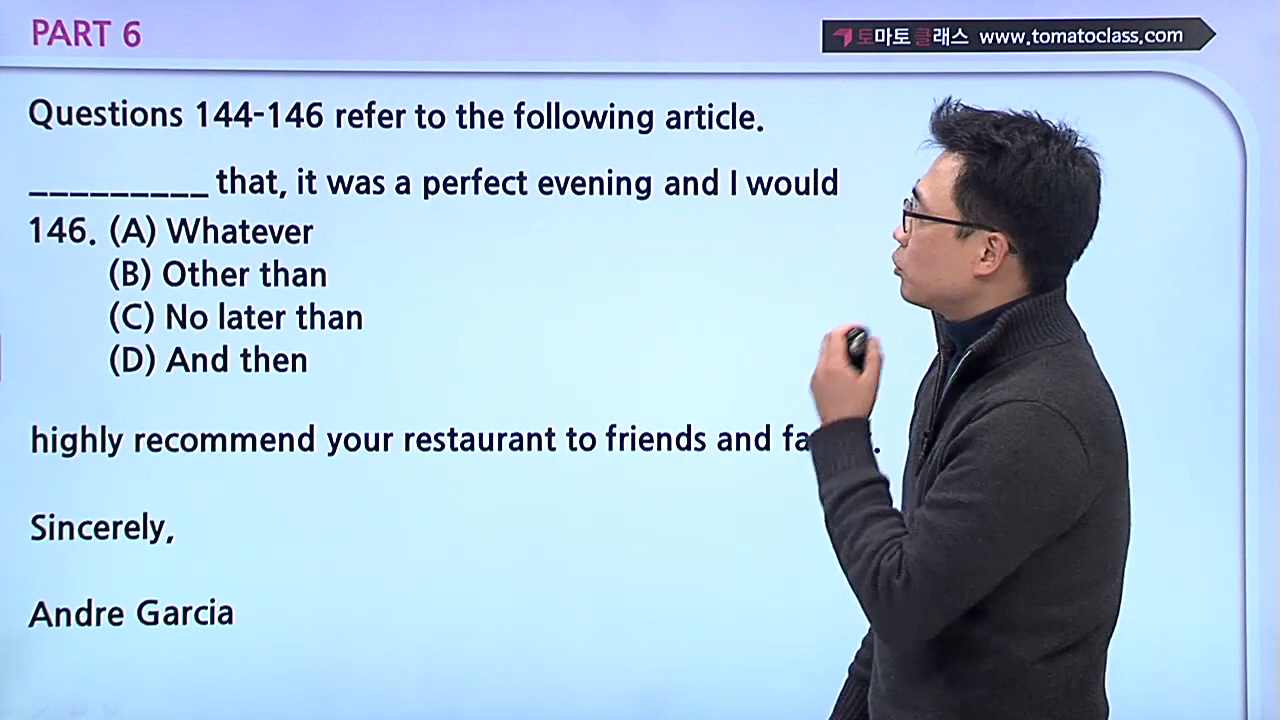 PART 6
토마토 클래스 www.tomatoclass.com
Questions 144-146 refer to the following article.
_________ that, it was a perfect evening and I would
146. (A) Whatever
(B) Other than
(C) No later than
(D) And then
highly recommend your restaurant to friends and
Sincerely,
Andre Garcia